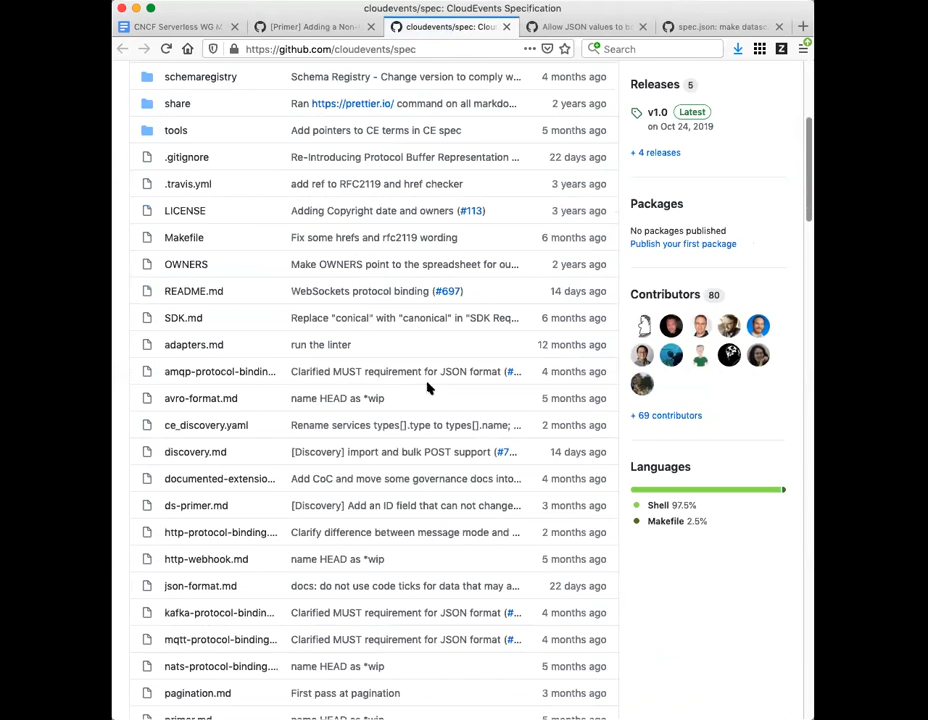 cloudevents/spec: CloudEvents Specification
CNCF Serverless WG M
[Primer] Adding a Non-
cloudevents/spec: Clou
Allow JSON values to b
spec.json: make datasc
https://github.com/cloudevents/spec
Search
schemaregistry Schema Registry - Change version to comply w... 4 months ago
share Ran https://prettier.io/ command on all markdo... 2 years ago
tools Add pointers to CE terms in CE spec 5 months ago
.gitignore Re-Introducing Protocol Buffer Representation ... 22 days ago
.travis.yml add ref to RFC2119 and href checker 3 years ago
LICENSE Adding Copyright date and owners (#113) 3 years ago
Makefile Fix some hrefs and rfc2119 wording 6 months ago
OWNERS Make OWNERS point to the spreadsheet for ou... 2 years ago
README.md WebSockets protocol binding (#697) 14 days ago
SDK.md Replace "conical" with "canonical" in "SDK Req... 6 months ago
adapters.md run the linter 12 months ago
amqp-protocol-bindin... Clarified MUST requirement for JSON format (#... 4 months ago
avro-format.md name HEAD as *wip 5 months ago
ce_discovery.yaml Rename services types[].type to types[].name; ... 2 months ago
discovery.md [Discovery] import and bulk POST support (#7... 14 days ago
documented-extensio... Add CoC and move some governance docs into... 4 months ago
ds-primer.md [Discovery] Add an ID field that can not change... 3 months ago
http-protocol-binding.... Clarify difference between message mode and ... 2 months ago
http-webhook.md name HEAD as *wip 5 months ago
json-format.md docs: do not use code ticks for data that may a... 22 days ago
kafka-protocol-bindin... Clarified MUST requirement for JSON format (#... 4 months ago
mqtt-protocol-binding... Clarified MUST requirement for JSON format (#... 4 months ago
nats-protocol-binding.... name HEAD as *wip 5 months ago
pagination.md First pass at pagination 3 months ago
Releases 5
v1.0 Latest
on Oct 24, 2019
+ 4 releases
Packages
No packages published
Publish your first package
Contributors 80
+ 69 contributors
Languages
Shell 97.5%
Makefile 2.5%